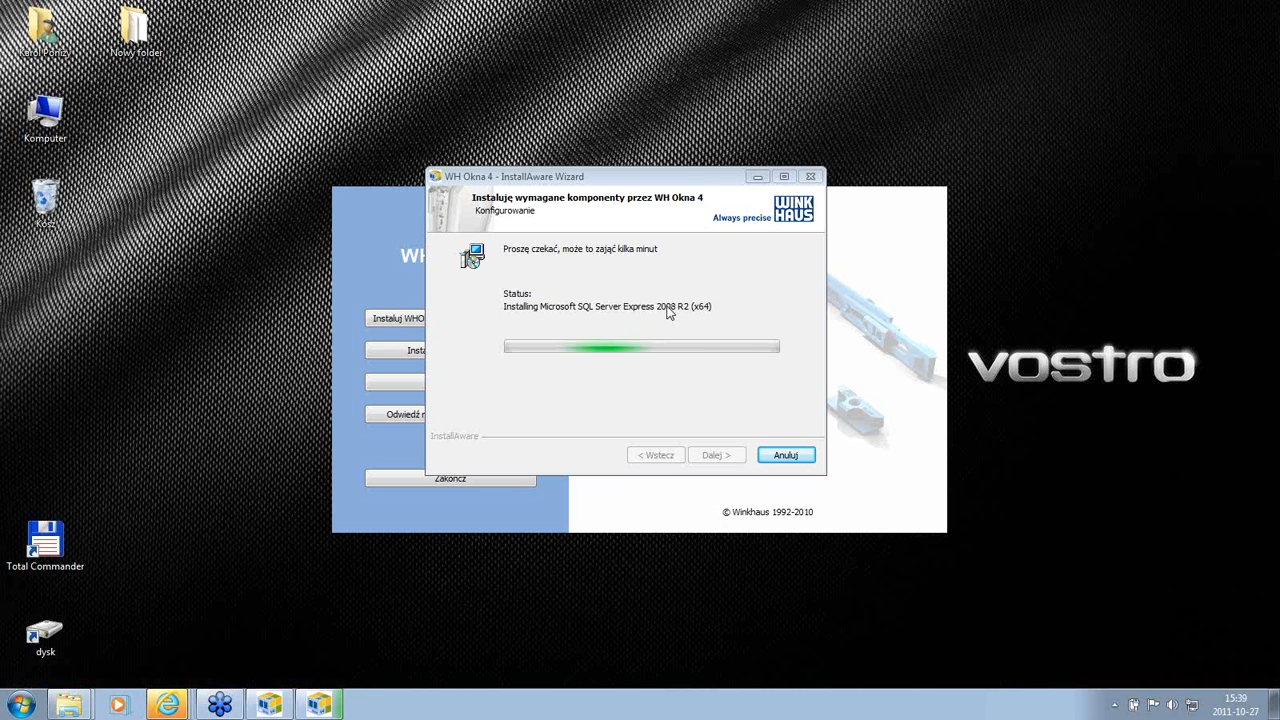 Karol Pomzy
Nowy folder
Komputer
Kosz
WH Okna 4 - InstallAware Wizard
Instaluję wymagane komponenty przez WH Okna 4
Konfigurowanie
WINK
HAUS
Always precise
Proszę czekać, może to zająć kilka minut
Status:
Installing Microsoft SQL Server Express 2008 R2 (x64)
InstallAware
< Wstecz
Dalej >
Anuluj
WH
Instaluj WHO
Insta
Odwiedź n
Zakończ
© Winkhaus 1992-2010
vostro
Total Commander
dysk
15:39
2011-10-27